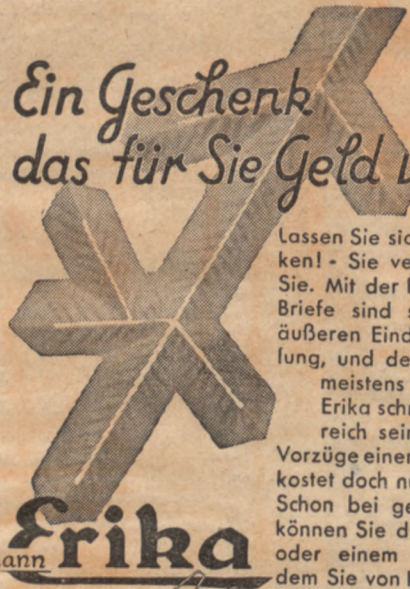 Ein Geschenk
das für Sie Geld
Lassen Sie sic
ken! - Sie ve
Sie. Mit der
Briefe sind s
äußeren Eind
lung, und de
meistens
Erika schr
reich sein
Vorzüge einer
kostet doch nu
Schon bei ge
können Sie d
oder einem
dem Sie von
Erika
ann